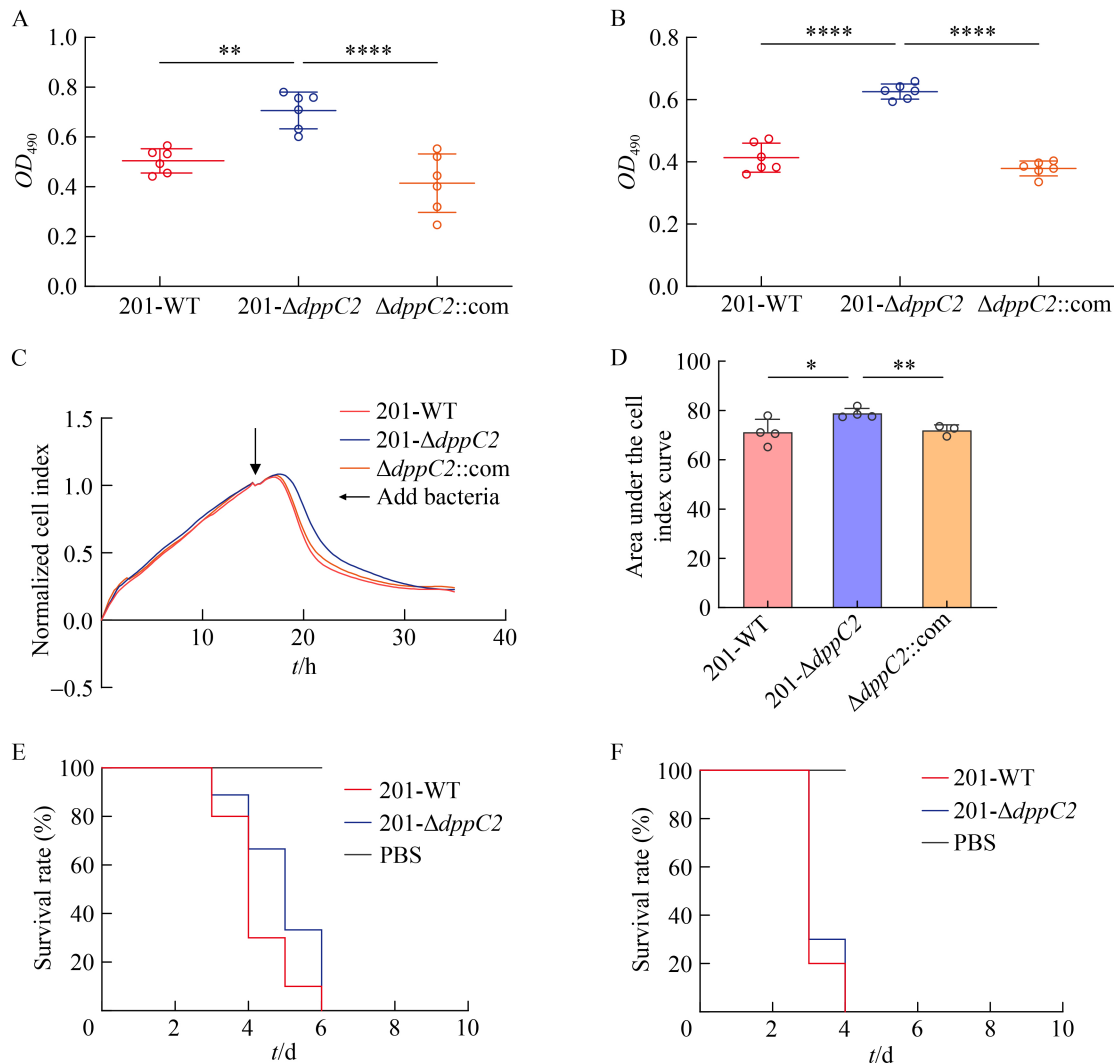 A
1.0
0.8
0.6
0.4
0.2
0.0
OD490
**
****
201-WT
201-ΔdppC2
ΔdppC2::com
B
0.8
0.6
0.4
0.2
0.0
OD490
****
****
201-WT
201-ΔdppC2
ΔdppC2::com
C
1.5
1.0
0.5
0.0
−0.5
Normalized cell index
10
20
30
40
t/h
201-WT
201-ΔdppC2
ΔdppC2::com
Add bacteria
D
100
80
60
40
20
0
Area under the cell
index curve
*
**
201-WT
201-ΔdppC2
ΔdppC2::com
E
100
80
60
40
20
0
Survival rate (%)
2
4
6
8
10
t/d
201-WT
201-ΔdppC2
PBS
F
100
80
60
40
20
0
Survival rate (%)
2
4
6
8
10
t/d
201-WT
201-ΔdppC2
PBS